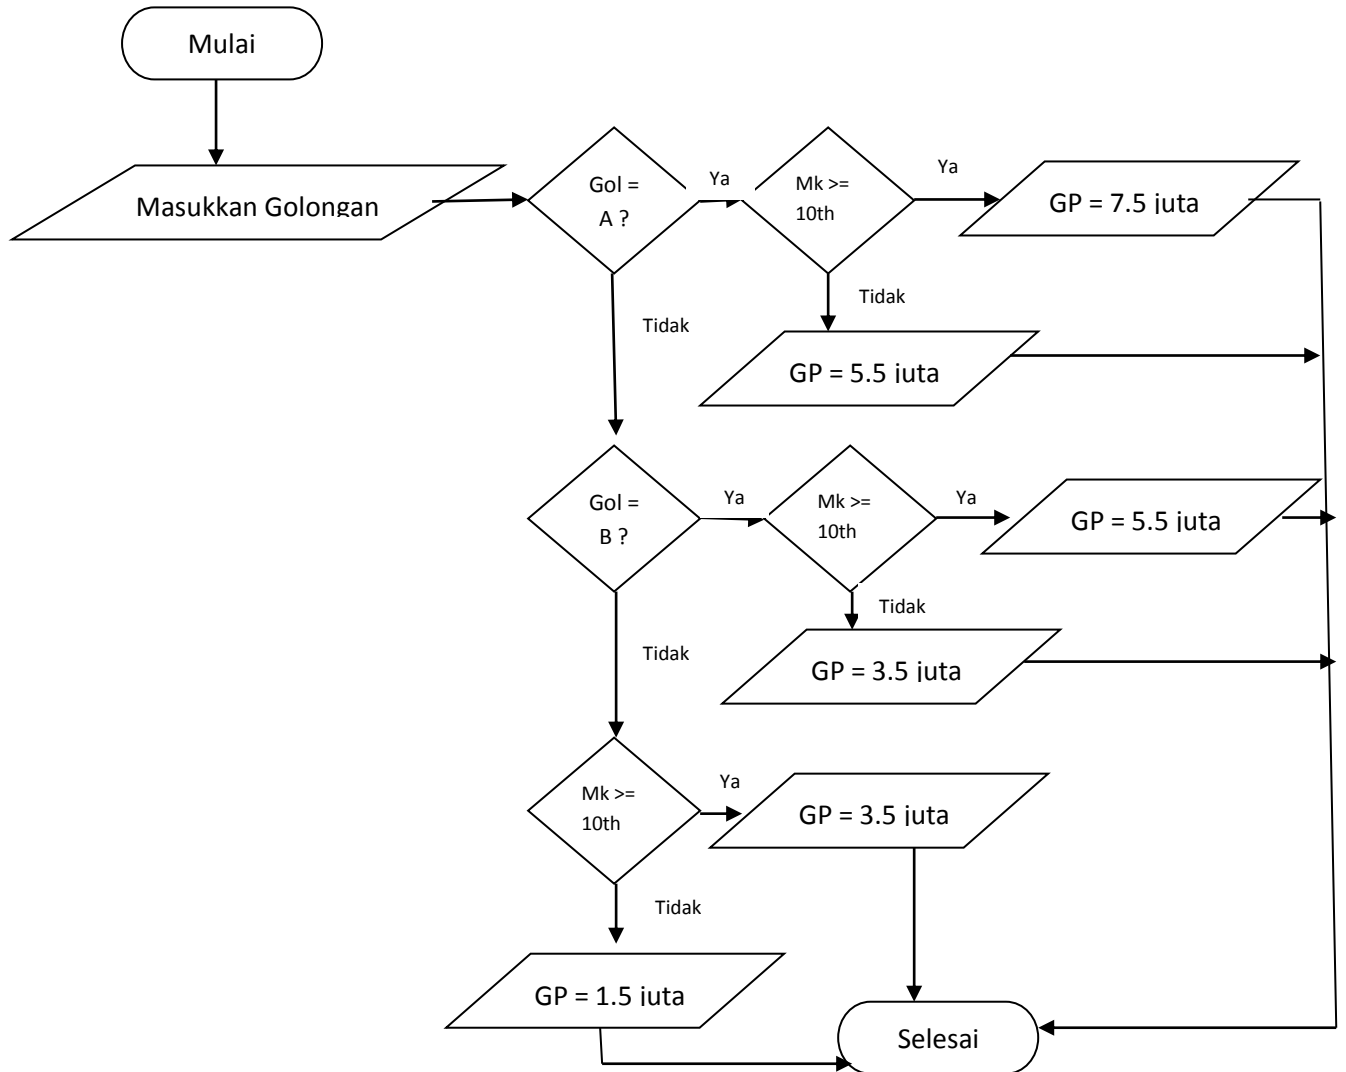 Mulai
Masukkan Golongan
Gol =
A ?
Ya
Mk >=
10th
Ya
GP = 7.5 juta
Tidak
Tidak
GP = 5.5 juta
Gol =
B ?
Ya
Mk >=
10th
Ya
GP = 5.5 juta
Tidak
Tidak
GP = 3.5 juta
Mk >=
10th
Ya
GP = 3.5 juta
Tidak
GP = 1.5 juta
Selesai